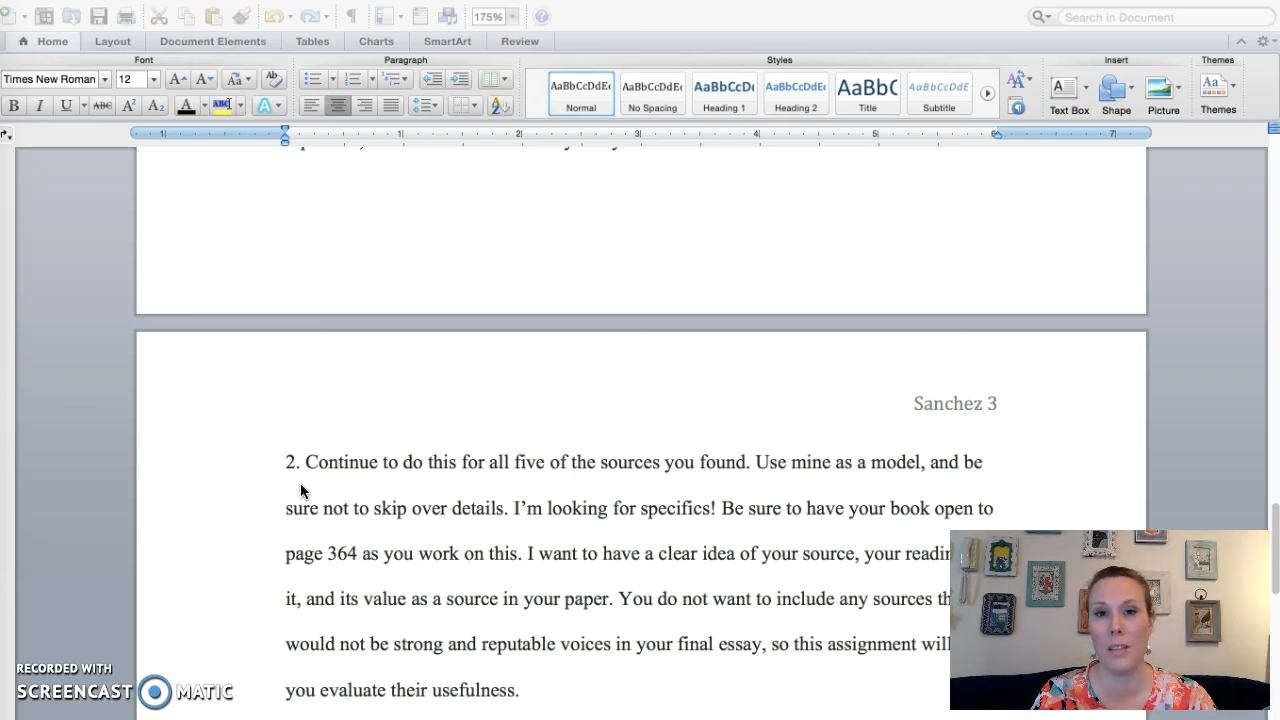 175%
Search in Document
Home Layout Document Elements Tables Charts SmartArt Review
Font Paragraph Styles Insert Themes
Times New Roman 12
AaBbCcDdEe AaBbCcDdEe AaBbCcDc AaBbCcDdEe AaBbC AaBbCcDdE
Normal No Spacing Heading 1 Heading 2 Title Subtitle
Text Box Shape Picture Themes
Sanchez 3
2. Continue to do this for all five of the sources you found. Use mine as a model, and be
sure not to skip over details. I'm looking for specifics! Be sure to have your book open to
page 364 as you work on this. I want to have a clear idea of your source, your
it, and its value as a source in your paper. You do not want to include any sources
would not be strong and reputable voices in your final essay, so this assignment will
you evaluate their usefulness.
RECORDED WITH
SCREENCAST MATIC